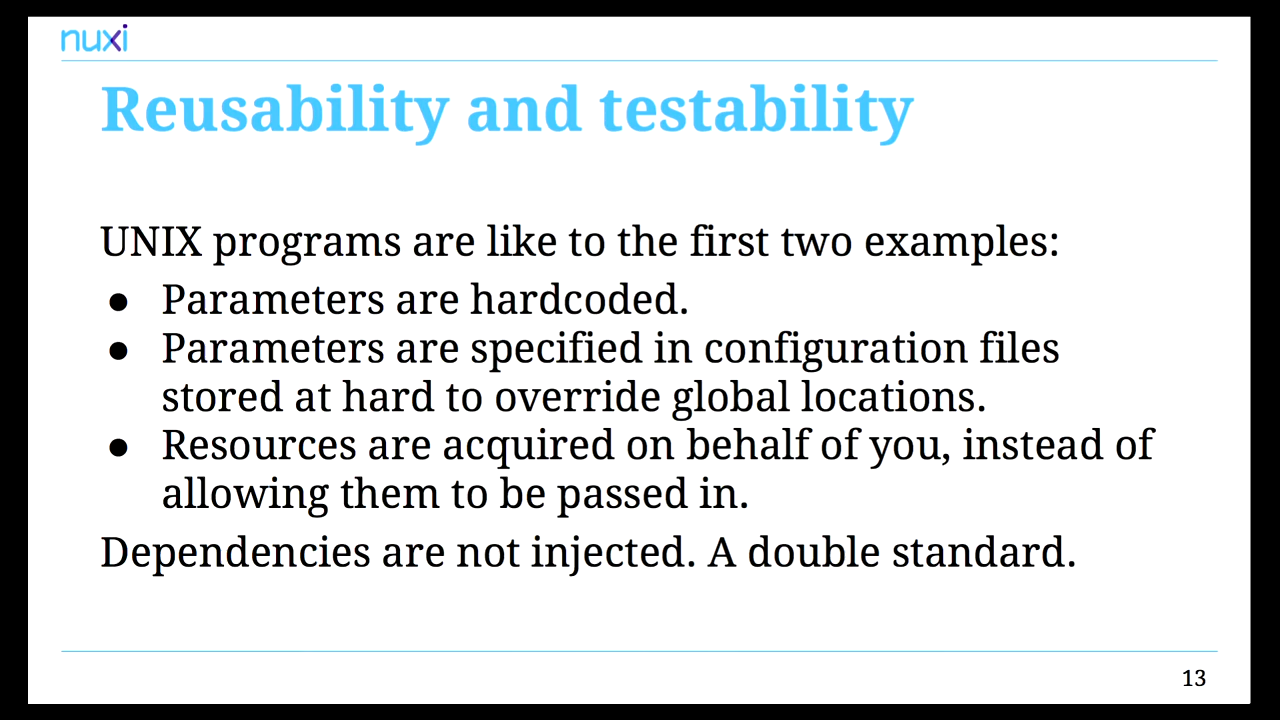 nuxi
Reusability and testability
UNIX programs are like to the first two examples:
● Parameters are hardcoded.
● Parameters are specified in configuration files
stored at hard to override global locations.
● Resources are acquired on behalf of you, instead of
allowing them to be passed in.
Dependencies are not injected. A double standard.
13